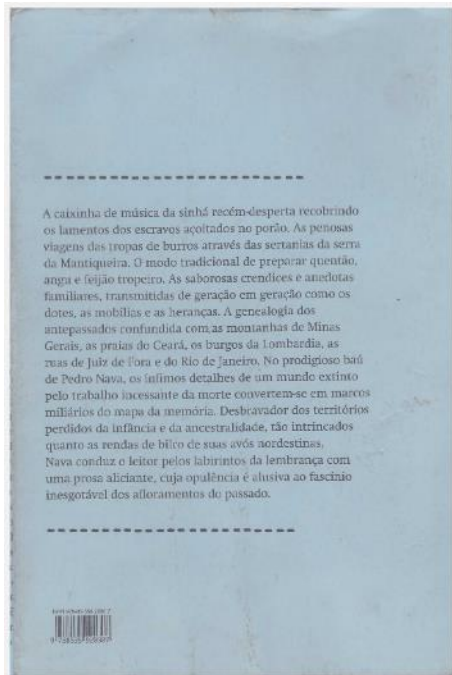 A caixinha de música da sinhá recém-desperta recobrindo
os lamentos dos escravos açoitados no porão. As penosas
viagens das tropas de burros através das sertanias da serra
da Mantiqueira. O modo tradicional de preparar quentão,
angu e feijão tropeiro. As saborosas crendices e anedotas
familiares, transmitidas de geração em geração como os
dotes, as mobílias e as heranças. A genealogia dos
antepassados confundida com as montanhas de Minas
Gerais, as praias do Ceará, os burgos da Lombardia, as
ruas de Juiz de Fora e do Rio de Janeiro. No prodigioso baú
de Pedro Nava, os ínfimos detalhes de um mundo extinto
pelo trabalho incessante da morte convertem-se em marcos
miliários do mapa da memória. Desbravador dos territórios
perdidos da infância e da ancestralidade, tão intrincados
quanto as rendas de bilro de suas avós nordestinas,
Nava conduz o leitor pelos labirintos da lembrança com
uma prosa aliciante, cuja opulência é alusiva ao fascínio
inesgotável dos afloramentos do passado.